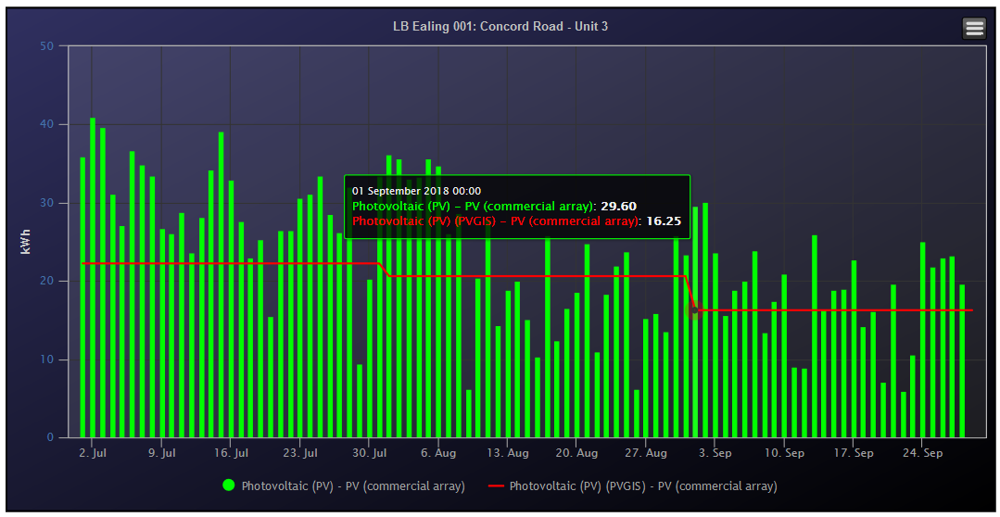 LB Ealing 001: Concord Road - Unit 3
50
40
30
20
10
0
kWh
01 September 2018 00:00
Photovoltaic (PV) – PV (commercial array): 29.60
Photovoltaic (PV) (PVGIS) – PV (commercial array): 16.25
2. Jul 9. Jul 16. Jul 23. Jul 30. Jul 6. Aug 13. Aug 20. Aug 27. Aug 3. Sep 10. Sep 17. Sep 24. Sep
Photovoltaic (PV) - PV (commercial array) Photovoltaic (PV) (PVGIS) - PV (commercial array)